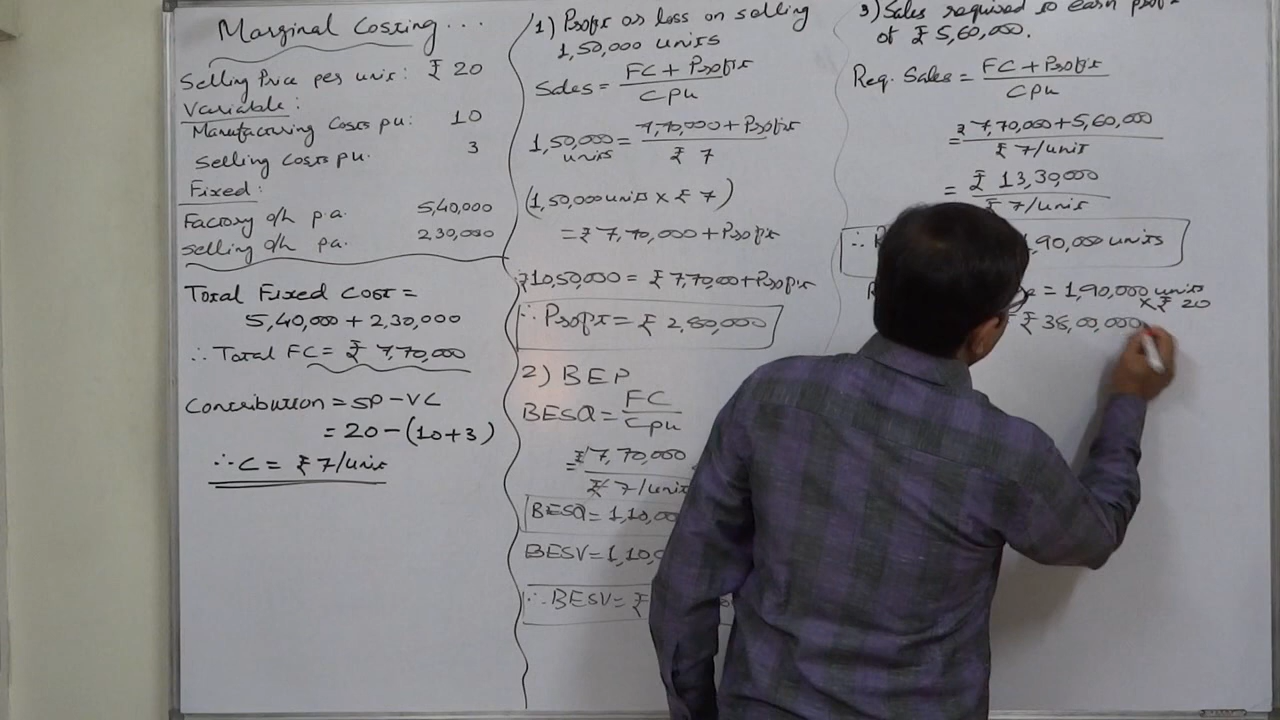 Marginal Costing...
Selling Price per unit: ₹ 20
Variable:
Manufacturing Costs pu: 10
Selling Costs pu. 3
Fixed:
Factory o/h p.a. 5,40,000
Selling o/h pa. 2,30,000
Total Fixed Cost =
5,40,000 + 2,30,000
∴ Total FC = ₹ 7,70,000
Contribution = SP - VC
= 20 - (10+3)
∴ C = ₹ 7/unit
1) Profit or loss on selling
1,50,000 units
Sales = FC + Profit
Cpu
1,50,000 units = 7,70,000 + Profit
₹ 7
(1,50,000 units × ₹ 7)
= ₹ 7,70,000 + Profit
₹10,50,000 = ₹ 7,70,00 + Profit
∴ Profit = ₹ 2,80,000
2) BEP
BESQ = FC
Cpu
= ₹ 7,70,000
₹ 7/unit
BESQ = 1,10,00
BESV = 1,10,0
∴ BESV = ₹
3) Sales required to earn profit
of ₹ 5,60,000.
Req. Sales = FC + Profit
Cpu
= ₹ 7,70,000 + 5,60,000
₹ 7/unit
= ₹ 13,30,000
₹ 7/unit
∴ 1,90,000 units
= 1,90,000 units
× ₹ 20
= ₹ 38,00,000